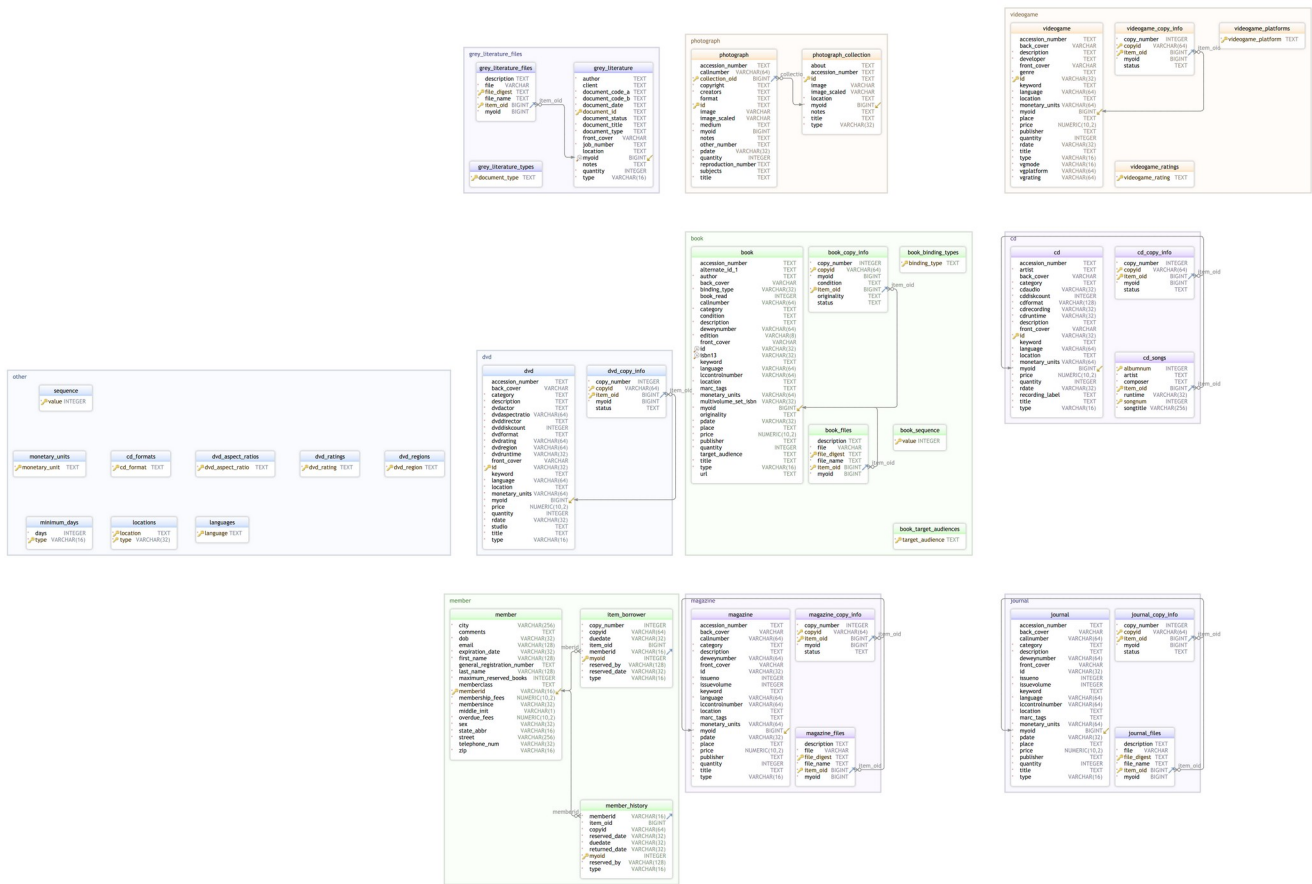 grey_literature_files
grey_literature_files
description TEXT
file VARCHAR
file_digest TEXT
file_name TEXT
item_oid BIGINT
myoid BIGINT
item_oid
grey_literature
author TEXT
client TEXT
document_code_a TEXT
document_code_b TEXT
document_date TEXT
document_id TEXT
document_status TEXT
document_title TEXT
document_type TEXT
front_cover VARCHAR
job_number TEXT
location TEXT
myoid BIGINT
notes TEXT
quantity INTEGER
type VARCHAR(16)
grey_literature_types
document_type TEXT
photograph
photograph
accession_number TEXT
callnumber VARCHAR(64)
collection_oid BIGINT
copyright TEXT
creators TEXT
format TEXT
id TEXT
image VARCHAR
image_scaled VARCHAR
medium TEXT
myoid BIGINT
notes TEXT
other_number TEXT
pdate VARCHAR(32)
quantity INTEGER
reproduction_number TEXT
subjects TEXT
title TEXT
photograph_collection
about TEXT
accession_number TEXT
id TEXT
image VARCHAR
image_scaled VARCHAR
location TEXT
myoid BIGINT
notes TEXT
title TEXT
type VARCHAR(32)
videogame
videogame
accession_number TEXT
back_cover VARCHAR
description TEXT
developer TEXT
front_cover VARCHAR
genre TEXT
id VARCHAR(32)
keyword TEXT
language VARCHAR(64)
location TEXT
monetary_units VARCHAR(64)
myoid BIGINT
place TEXT
price NUMERIC(10,2)
publisher TEXT
quantity INTEGER
rdate VARCHAR(32)
title TEXT
type VARCHAR(16)
vgmode VARCHAR(16)
vgplatform VARCHAR(64)
vgrating VARCHAR(64)
videogame_copy_info
copy_number INTEGER
copyid VARCHAR(64)
item_oid BIGINT
myoid BIGINT
status TEXT
item_oid
videogame_platforms
videogame_platform TEXT
videogame_ratings
videogame_rating TEXT
book
book
accession_number TEXT
alternate_id_1 TEXT
author TEXT
back_cover VARCHAR
binding_type VARCHAR(32)
book_read INTEGER
callnumber VARCHAR(64)
category TEXT
condition TEXT
description TEXT
deweynumber VARCHAR(64)
edition VARCHAR(8)
front_cover VARCHAR
id VARCHAR(32)
isbn13 VARCHAR(32)
keyword TEXT
language VARCHAR(64)
lccontrolnumber VARCHAR(64)
location TEXT
marc_tags TEXT
monetary_units VARCHAR(64)
multivolume_set_isbn VARCHAR(32)
myoid BIGINT
originality TEXT
pdate VARCHAR(32)
place TEXT
price NUMERIC(10,2)
publisher TEXT
quantity INTEGER
target_audience TEXT
title TEXT
type VARCHAR(16)
url TEXT
book_copy_info
copy_number INTEGER
copyid VARCHAR(64)
myoid BIGINT
condition TEXT
item_oid BIGINT
originality TEXT
status TEXT
item_oid
book_binding_types
binding_type TEXT
book_files
description TEXT
file VARCHAR
file_digest TEXT
file_name TEXT
item_oid BIGINT
myoid BIGINT
item_oid
book_sequence
value INTEGER
book_target_audiences
target_audience TEXT
cd
cd
accession_number TEXT
artist TEXT
back_cover VARCHAR
category TEXT
cdaudio VARCHAR(32)
cddiskcount INTEGER
cdformat VARCHAR(128)
cdrecording VARCHAR(32)
cdruntime VARCHAR(32)
description TEXT
front_cover VARCHAR
id VARCHAR(32)
keyword TEXT
language VARCHAR(64)
location TEXT
monetary_units VARCHAR(64)
myoid BIGINT
price NUMERIC(10,2)
quantity INTEGER
rdate VARCHAR(32)
recording_label TEXT
title TEXT
type VARCHAR(16)
cd_copy_info
copy_number INTEGER
copyid VARCHAR(64)
item_oid BIGINT
myoid BIGINT
status TEXT
item_oid
cd_songs
albumnum INTEGER
artist TEXT
composer TEXT
item_oid BIGINT
runtime VARCHAR(32)
songnum INTEGER
songtitle VARCHAR(256)
item_oid
other
sequence
value INTEGER
monetary_units
monetary_unit TEXT
cd_formats
cd_format TEXT
dvd_aspect_ratios
dvd_aspect_ratio TEXT
dvd_ratings
dvd_rating TEXT
dvd_regions
dvd_region TEXT
minimum_days
days INTEGER
type VARCHAR(16)
locations
location TEXT
type VARCHAR(32)
languages
language TEXT
dvd
dvd
accession_number TEXT
back_cover VARCHAR
category TEXT
description TEXT
dvdactor TEXT
dvdaspectratio VARCHAR(64)
dvddirector TEXT
dvddiskcount INTEGER
dvdformat TEXT
dvdrating VARCHAR(64)
dvdregion VARCHAR(64)
dvdruntime VARCHAR(32)
front_cover VARCHAR
id VARCHAR(32)
keyword TEXT
language VARCHAR(64)
location TEXT
monetary_units VARCHAR(64)
myoid BIGINT
price NUMERIC(10,2)
quantity INTEGER
rdate VARCHAR(32)
studio TEXT
title TEXT
type VARCHAR(16)
dvd_copy_info
copy_number INTEGER
copyid VARCHAR(64)
item_oid BIGINT
myoid BIGINT
status TEXT
member
member
city VARCHAR(256)
comments TEXT
dob VARCHAR(32)
email VARCHAR(128)
expiration_date VARCHAR(32)
first_name VARCHAR(128)
general_registration_number TEXT
last_name VARCHAR(128)
maximum_reserved_books INTEGER
memberclass TEXT
memberid VARCHAR(16)
membership_fees NUMERIC(10,2)
membersince VARCHAR(32)
middle_init VARCHAR(1)
overdue_fees NUMERIC(10,2)
sex VARCHAR(32)
state_abbr VARCHAR(16)
street VARCHAR(256)
telephone_num VARCHAR(32)
zip VARCHAR(16)
item_borrower
copy_number INTEGER
copyid VARCHAR(64)
duedate VARCHAR(32)
item_oid BIGINT
memberid VARCHAR(16)
myoid INTEGER
reserved_by VARCHAR(128)
reserved_date VARCHAR(32)
type VARCHAR(16)
member_history
memberid VARCHAR(16)
item_oid BIGINT
copyid VARCHAR(64)
reserved_date VARCHAR(32)
duedate VARCHAR(32)
returned_date VARCHAR(32)
myoid INTEGER
reserved_by VARCHAR(128)
type VARCHAR(16)
memberid
magazine
magazine
accession_number TEXT
back_cover VARCHAR
callnumber VARCHAR(64)
category TEXT
description TEXT
deweynumber VARCHAR(64)
front_cover VARCHAR
id VARCHAR(32)
issueno INTEGER
issuevolume INTEGER
keyword TEXT
language VARCHAR(64)
lccontrolnumber VARCHAR(64)
location TEXT
marc_tags TEXT
monetary_units VARCHAR(64)
myoid BIGINT
pdate VARCHAR(32)
place TEXT
price NUMERIC(10,2)
publisher TEXT
quantity INTEGER
title TEXT
type VARCHAR(16)
magazine_copy_info
copy_number INTEGER
copyid VARCHAR(64)
item_oid BIGINT
myoid BIGINT
status TEXT
item_oid
magazine_files
description TEXT
file VARCHAR
file_digest TEXT
file_name TEXT
item_oid BIGINT
myoid BIGINT
item_oid
journal
journal
accession_number TEXT
back_cover VARCHAR
callnumber VARCHAR(64)
category TEXT
description TEXT
deweynumber VARCHAR(64)
front_cover VARCHAR
id VARCHAR(32)
issueno INTEGER
issuevolume INTEGER
keyword TEXT
language VARCHAR(64)
lccontrolnumber VARCHAR(64)
location TEXT
marc_tags TEXT
monetary_units VARCHAR(64)
myoid BIGINT
pdate VARCHAR(32)
place TEXT
price NUMERIC(10,2)
publisher TEXT
quantity INTEGER
title TEXT
type VARCHAR(16)
journal_copy_info
copy_number INTEGER
copyid VARCHAR(64)
item_oid BIGINT
myoid BIGINT
status TEXT
item_oid
journal_files
description TEXT
file VARCHAR
file_digest TEXT
file_name TEXT
item_oid BIGINT
myoid BIGINT
item_oid